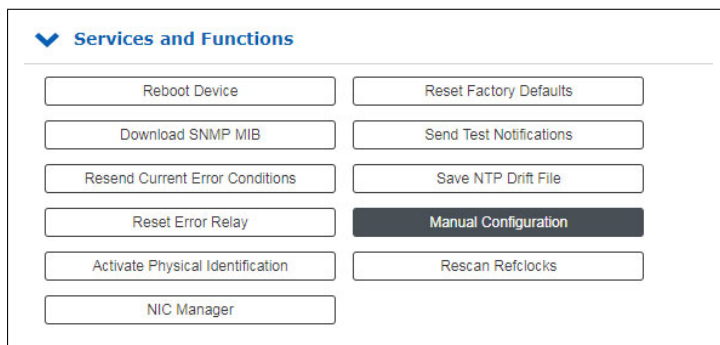 Services and Functions
Reboot Device
Reset Factory Defaults
Download SNMP MIB
Send Test Notifications
Resend Current Error Conditions
Save NTP Drift File
Reset Error Relay
Manual Configuration
Activate Physical Identification
Rescan Refclocks
NIC Manager